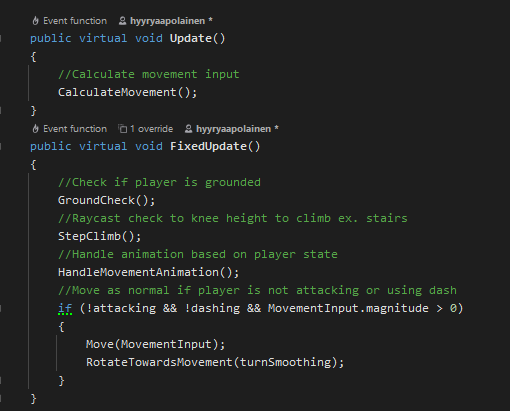 Event function hyyryaapolainen *
public virtual void Update()
{
//Calculate movement input
CalculateMovement();
}
Event function 1 override hyyryaapolainen *
public virtual void FixedUpdate()
{
//Check if player is grounded
GroundCheck();
//Raycast check to knee height to climb ex. stairs
StepClimb();
//Handle animation based on player state
HandleMovementAnimation();
//Move as normal if player is not attacking or using dash
if (!attacking && !dashing && MovementInput.magnitude > 0)
{
Move(MovementInput);
RotateTowardsMovement(turnSmoothing);
}
}